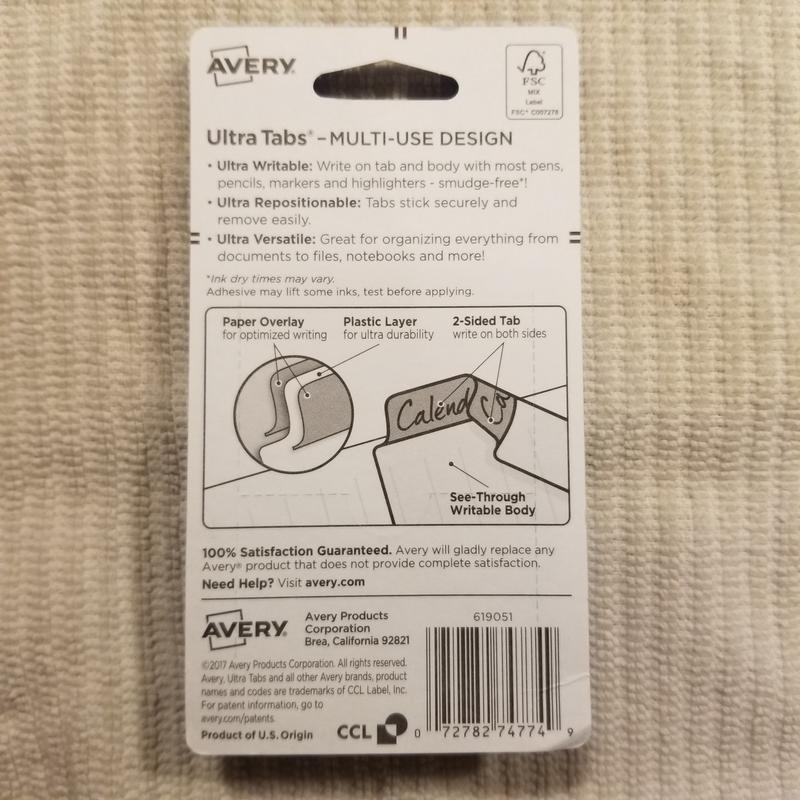 AVERY
FSC
MIX
Label
FSC® C007278
Ultra Tabs® – MULTI-USE DESIGN
• Ultra Writable: Write on tab and body with most pens,
pencils, markers and highlighters - smudge-free*!
• Ultra Repositionable: Tabs stick securely and
remove easily.
• Ultra Versatile: Great for organizing everything from
documents to files, notebooks and more!
*Ink dry times may vary.
Adhesive may lift some inks, test before applying.
Paper Overlay
for optimized writing
Plastic Layer
for ultra durability
2-Sided Tab
write on both sides
Calend
See-Through
Writable Body
100% Satisfaction Guaranteed. Avery will gladly replace any
Avery® product that does not provide complete satisfaction.
Need Help? Visit avery.com
AVERY
Avery Products
Corporation
Brea, California 92821
©2017 Avery Products Corporation. All rights reserved.
Avery, Ultra Tabs and all other Avery brands, product
names and codes are trademarks of CCL Label, Inc.
For patent information, go to
avery.com/patents.
Product of U.S. Origin
CCL
619051
0 72782 74774 9